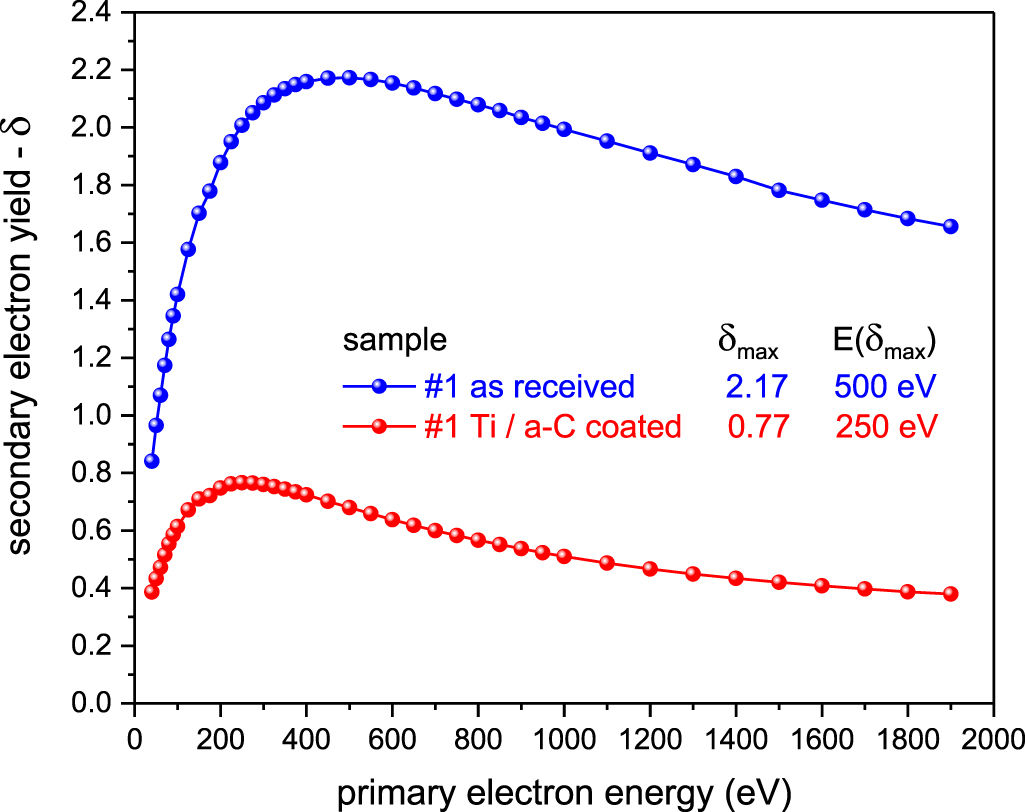 secondary electron yield - δ
2.4
2.2
2.0
1.8
1.6
1.4
1.2
1.0
0.8
0.6
0.4
0.2
0.0
sample δmax E(δmax)
#1 as received 2.17 500 eV
#1 Ti / a-C coated 0.77 250 eV
0 200 400 600 800 1000 1200 1400 1600 1800 2000
primary electron energy (eV)